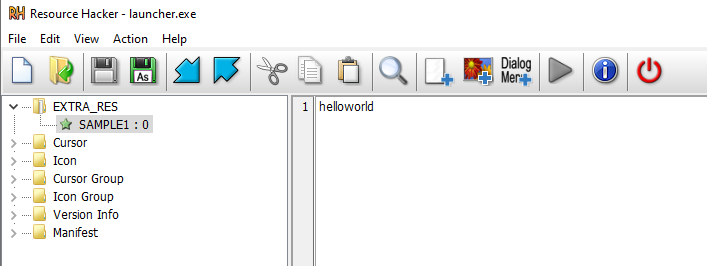 RH Resource Hacker - launcher.exe
File Edit View Action Help
As Dialog Menu
EXTRA_RES
SAMPLE1 : 0
Cursor
Icon
Cursor Group
Icon Group
Version Info
Manifest
1 helloworld